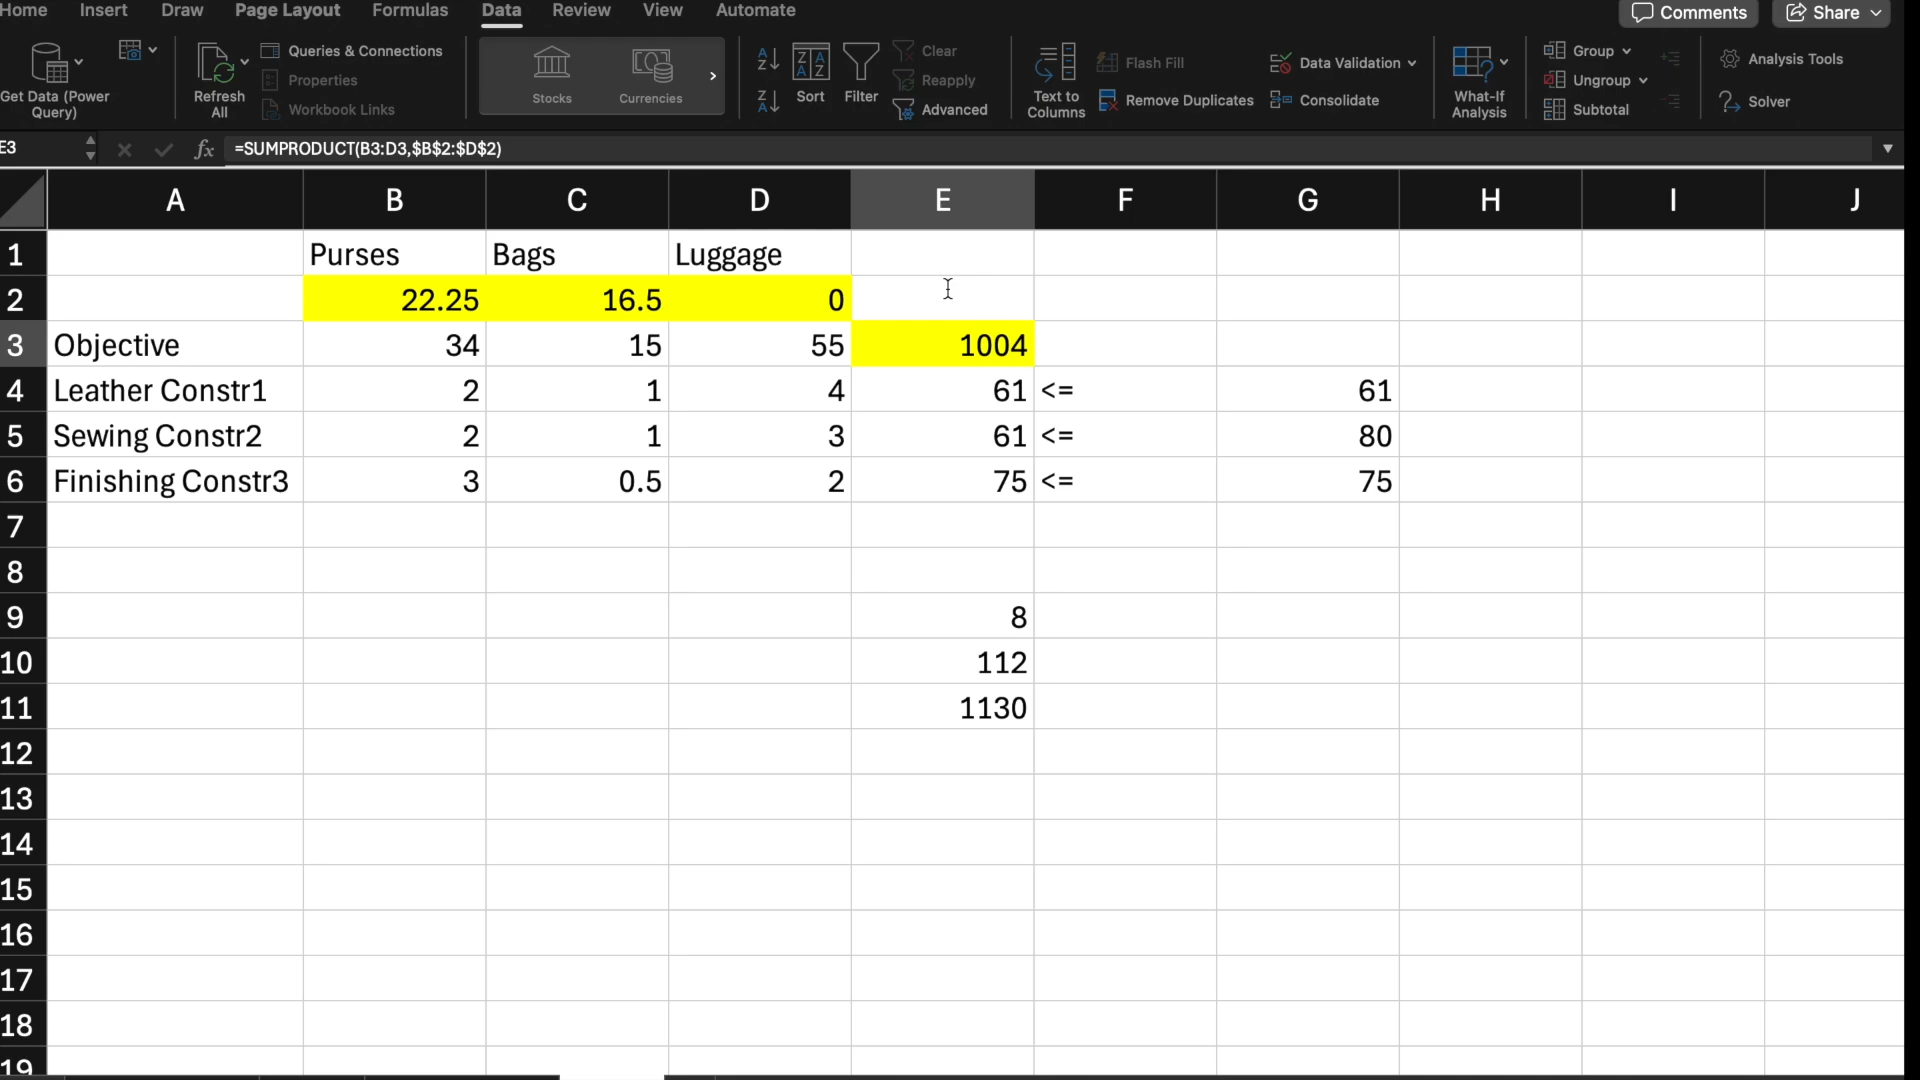 Home Insert Draw Page Layout Formulas Data Review View Automate Comments Share
Get Data (Power Query)
Refresh All
Queries & Connections
Properties
Workbook Links
Stocks
Currencies
Sort
Filter
Clear
Reapply
Advanced
Text to Columns
Flash Fill
Remove Duplicates
Data Validation
Consolidate
What-If Analysis
Group
Ungroup
Subtotal
Analysis Tools
Solver
E3 fx =SUMPRODUCT(B3:D3,$B$2:$D$2)
A B C D E F G H I J
1 Purses Bags Luggage
2 22.25 16.5 0
3 Objective 34 15 55 1004
4 Leather Constr1 2 1 4 61 <= 61
5 Sewing Constr2 2 1 3 61 <= 80
6 Finishing Constr3 3 0.5 2 75 <= 75
7
8
9 8
10 112
11 1130
12
13
14
15
16
17
18
19